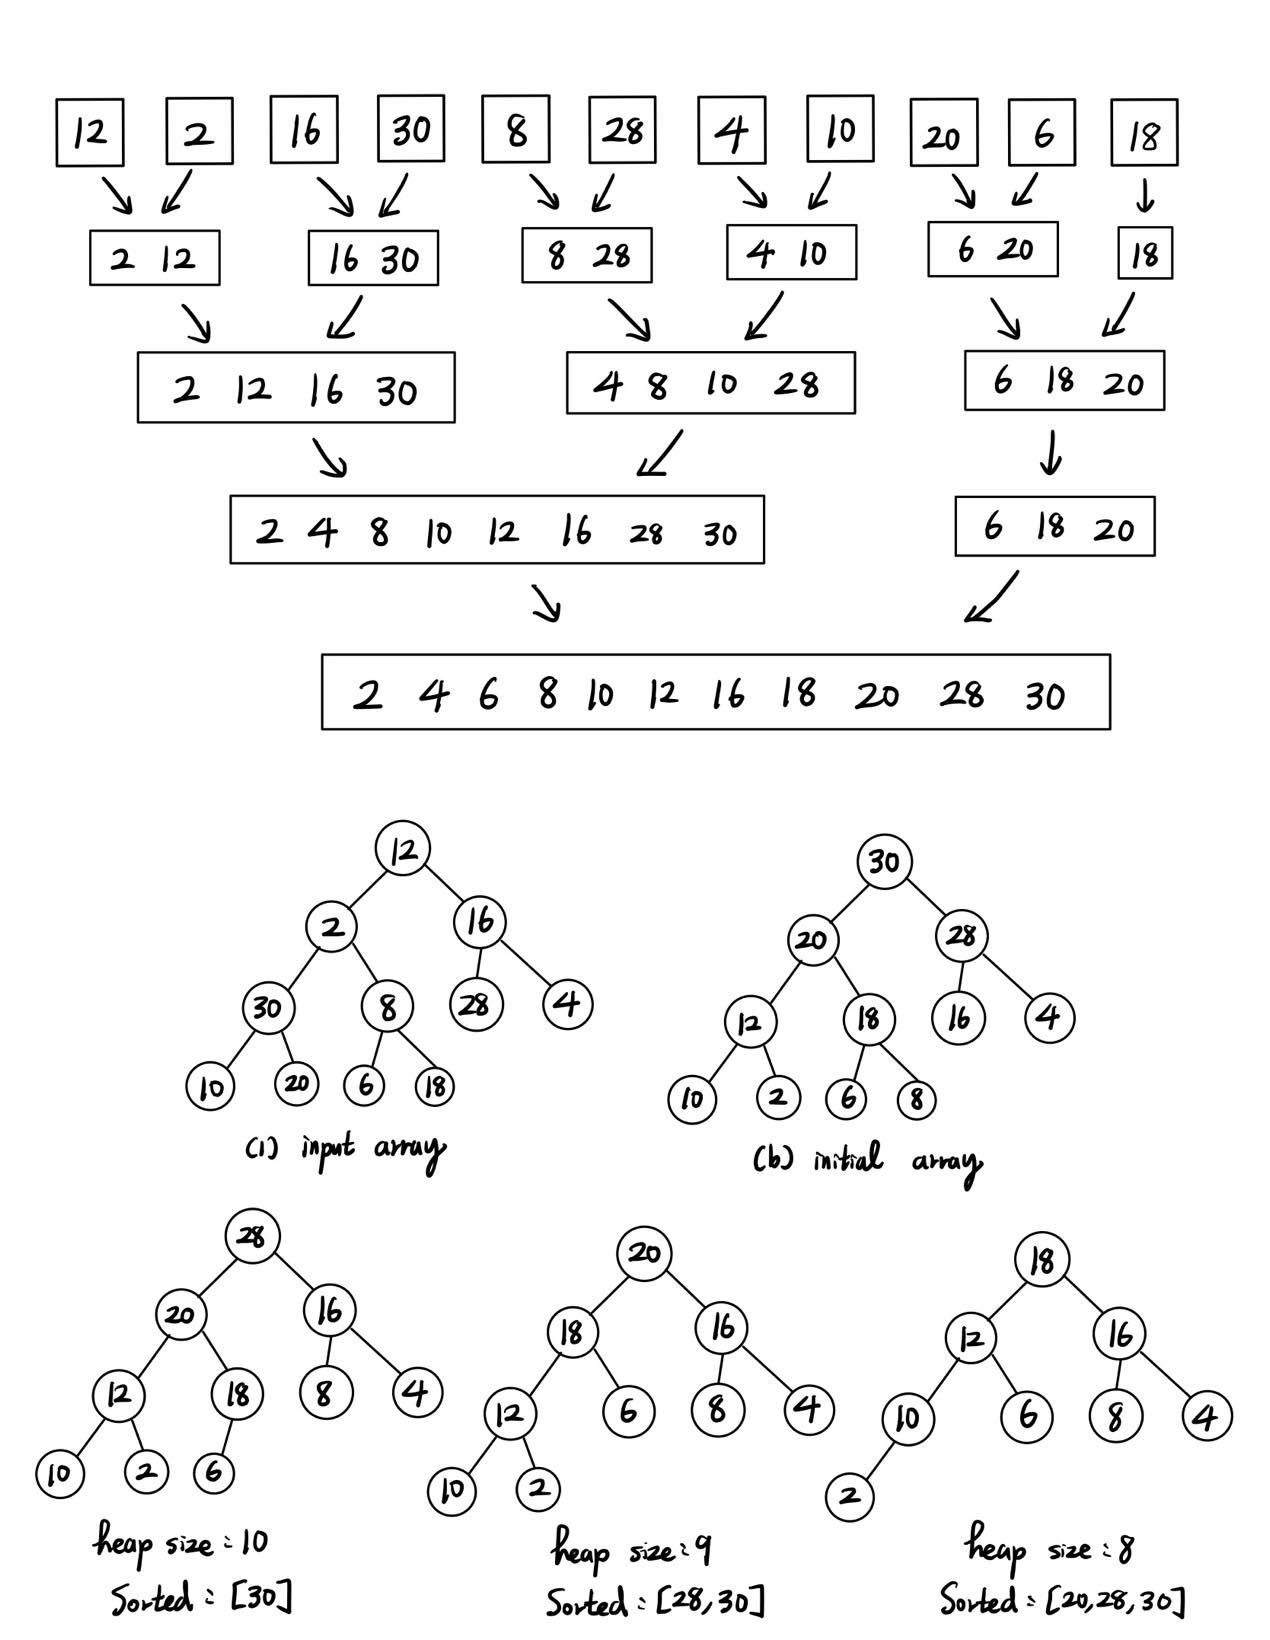 12 2 16 30 8 28 4 10 20 6 18
2 12 16 30 8 28 4 10 6 20 18
2 12 16 30 4 8 10 28 6 18 20
2 4 8 10 12 16 28 30 6 18 20
2 4 6 8 10 12 16 18 20 28 30
12
2 16
30 8 28 4
10 20 6 18
(1) input array
30
20 28
12 18 16 4
10 2 6 8
(b) initial array
28
20 16
12 18 8 4
10 2 6
heap size : 10
Sorted : [30]
20
18 16
12 6 8 4
10 2
heap size : 9
Sorted : [28, 30]
18
12 16
10 6 8 4
2
heap size : 8
Sorted : [20, 28, 30]